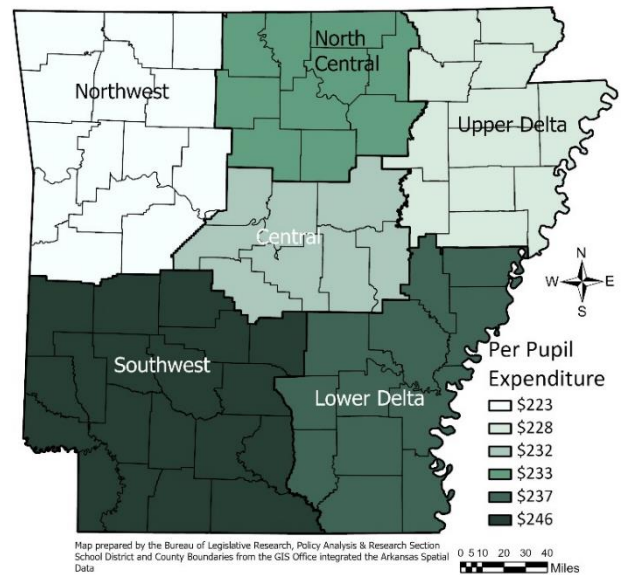 North
Central
Northwest
Upper Delta
Central
N
W E
S
Southwest
Lower Delta
Per Pupil
Expenditure
$223
$228
$232
$233
$237
$246
Map prepared by the Bureau of Legislative Research, Policy Analysis & Research Section
School District and County Boundaries from the GIS Office integrated the Arkansas Spatial
Data
0 5 10 20 30 40
Miles